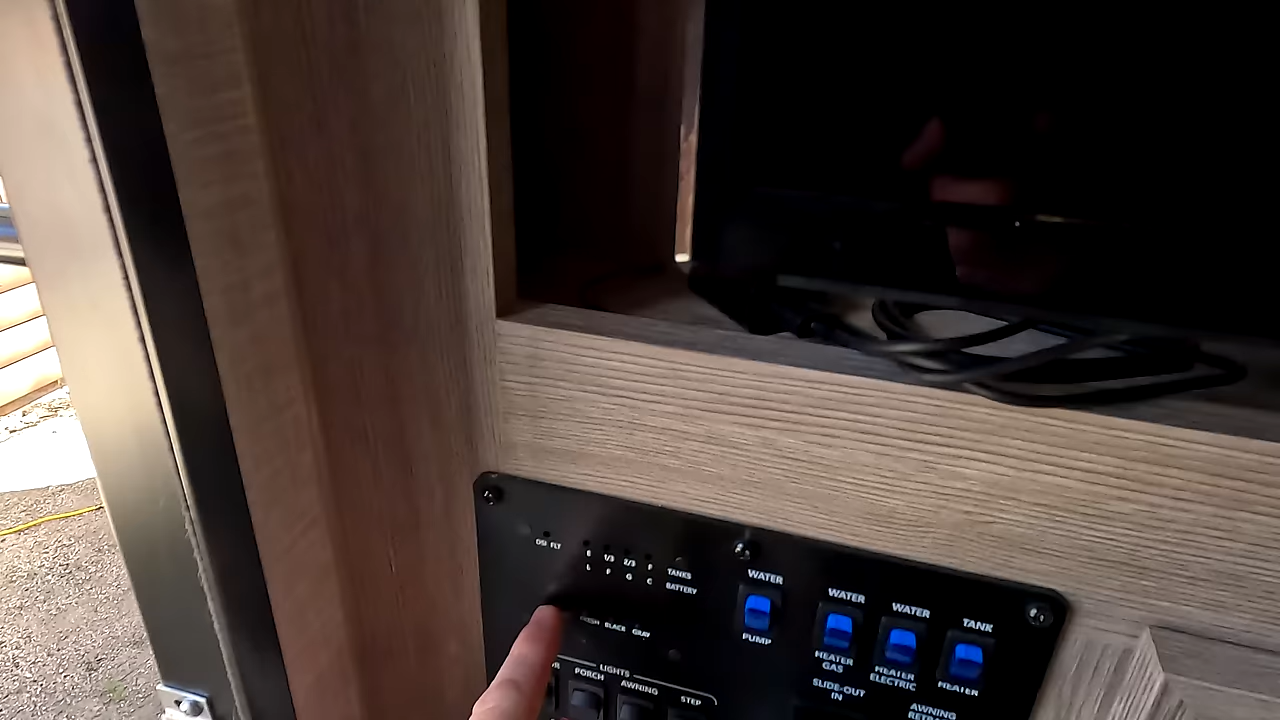 DSI FLT
E 1/3 2/3 F TANKS
L F G C BATTERY
BLACK GRAY
LIGHTS
PORCH AWNING STEP
WATER
PUMP
WATER
HEATER
GAS
WATER
HEATER
ELECTRIC
TANK
HEATER
SLIDE-OUT
IN
AWNING